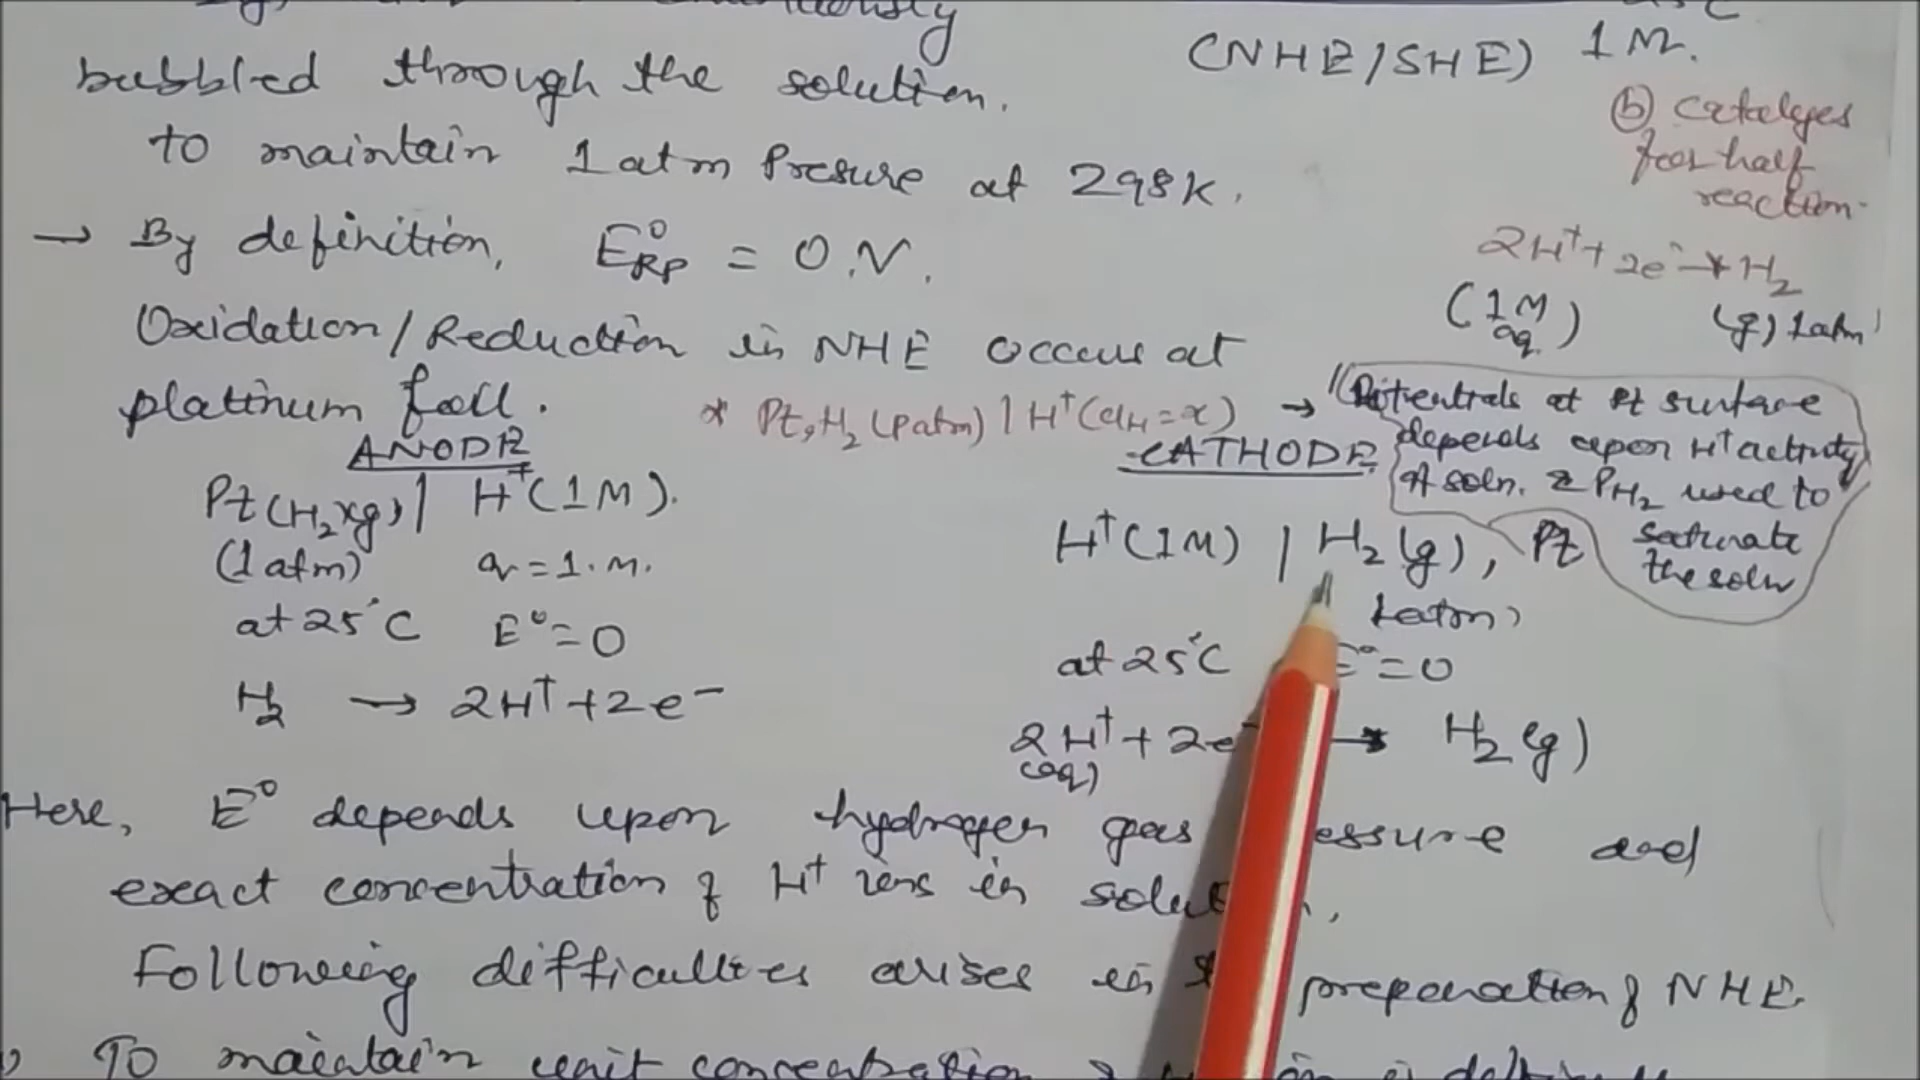 bubbled through the solution.
to maintain 1 atm Presure at 298K.
→ By definition, E°RP = 0.V.
Oxidation/Reduction in NHE occurs at
platinum foil.
(NHE/SHE) 1M.
(b) catalyses
for half
reaction.
2H⁺ + 2e⁻ → H₂
(1M aq) (g) 1atm
* Pt, H₂ (Patm) | H⁺ (aH = x) →
"Potentials at Pt surface
depends upon H⁺ activity
of soln. & PH₂ used to
saturate
the soln
ANODE
Pt (H₂)(g) | H⁺ (1M).
(1 atm) a = 1. M.
at 25°C E° = 0
H₂ → 2H⁺ + 2e⁻
CATHODE
H⁺ (1M) | H₂ (g), Pt
1atm,
at 25°C E° = 0
2H⁺ + 2e⁻ → H₂ (g)
(aq)
Here, E° depends upon hydrogen gas essure and
exact concentration of H⁺ ions in solut
Following difficulties arises in preparation of NHE.
To maintain unit concentration